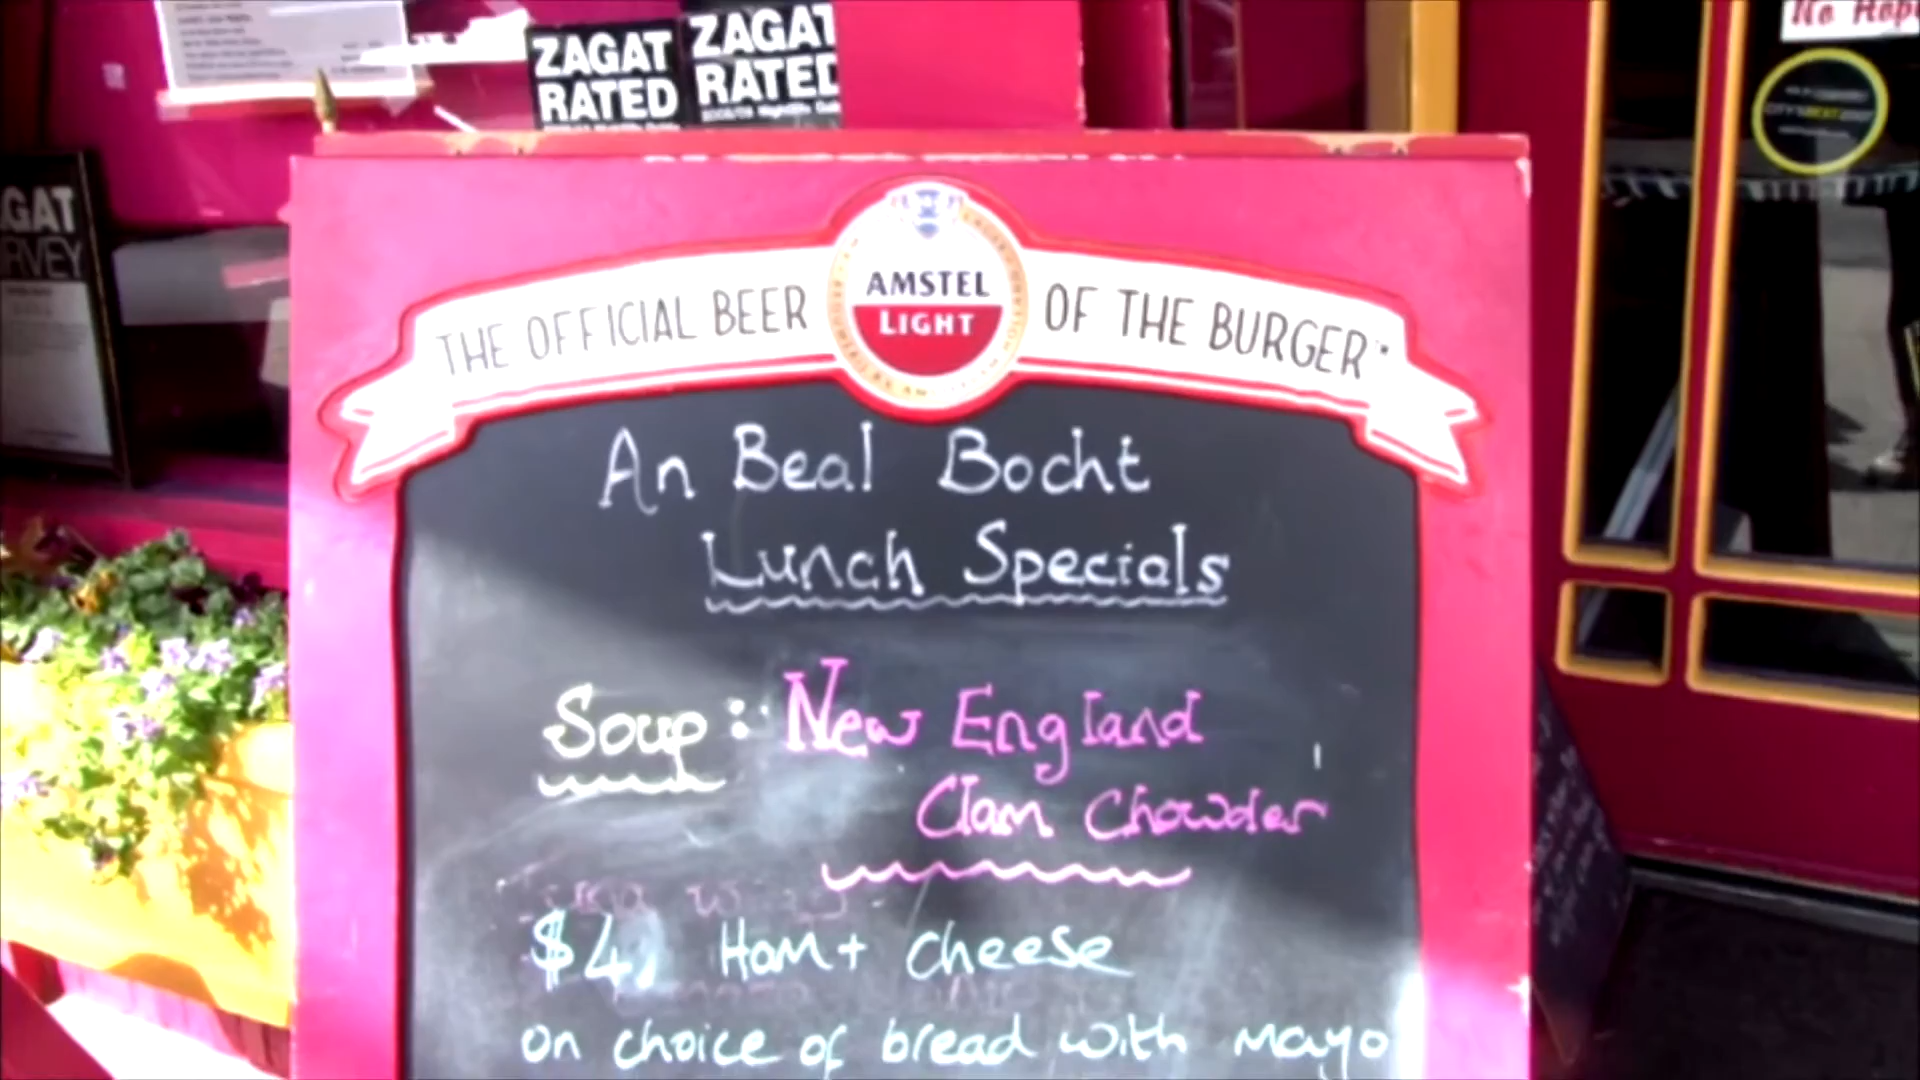 ZAGAT
RATED
ZAGAT
RATED
No
GAT
RVEY
THE OFFICIAL BEER
AMSTEL
LIGHT
OF THE BURGER
An Beal Bocht
Lunch Specials
Soup: New England
Clam Chowder
$4, Ham + cheese
on choice of bread with mayo